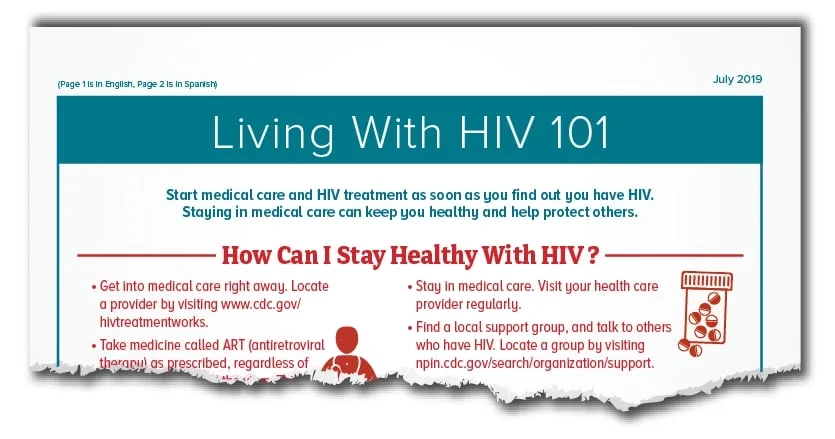 (Page 1 is in English, Page 2 is in Spanish)
July 2019
Living With HIV 101
Start medical care and HIV treatment as soon as you find out you have HIV.
Staying in medical care can keep you healthy and help protect others.
How Can I Stay Healthy With HIV?
• Get into medical care right away. Locate
a provider by visiting www.cdc.gov/
hivtreatmentworks.
• Take medicine called ART (antiretroviral
therapy) as prescribed, regardless of
• Stay in medical care. Visit your health care
provider regularly.
• Find a local support group, and talk to others
who have HIV. Locate a group by visiting
npin.cdc.gov/search/organization/support.